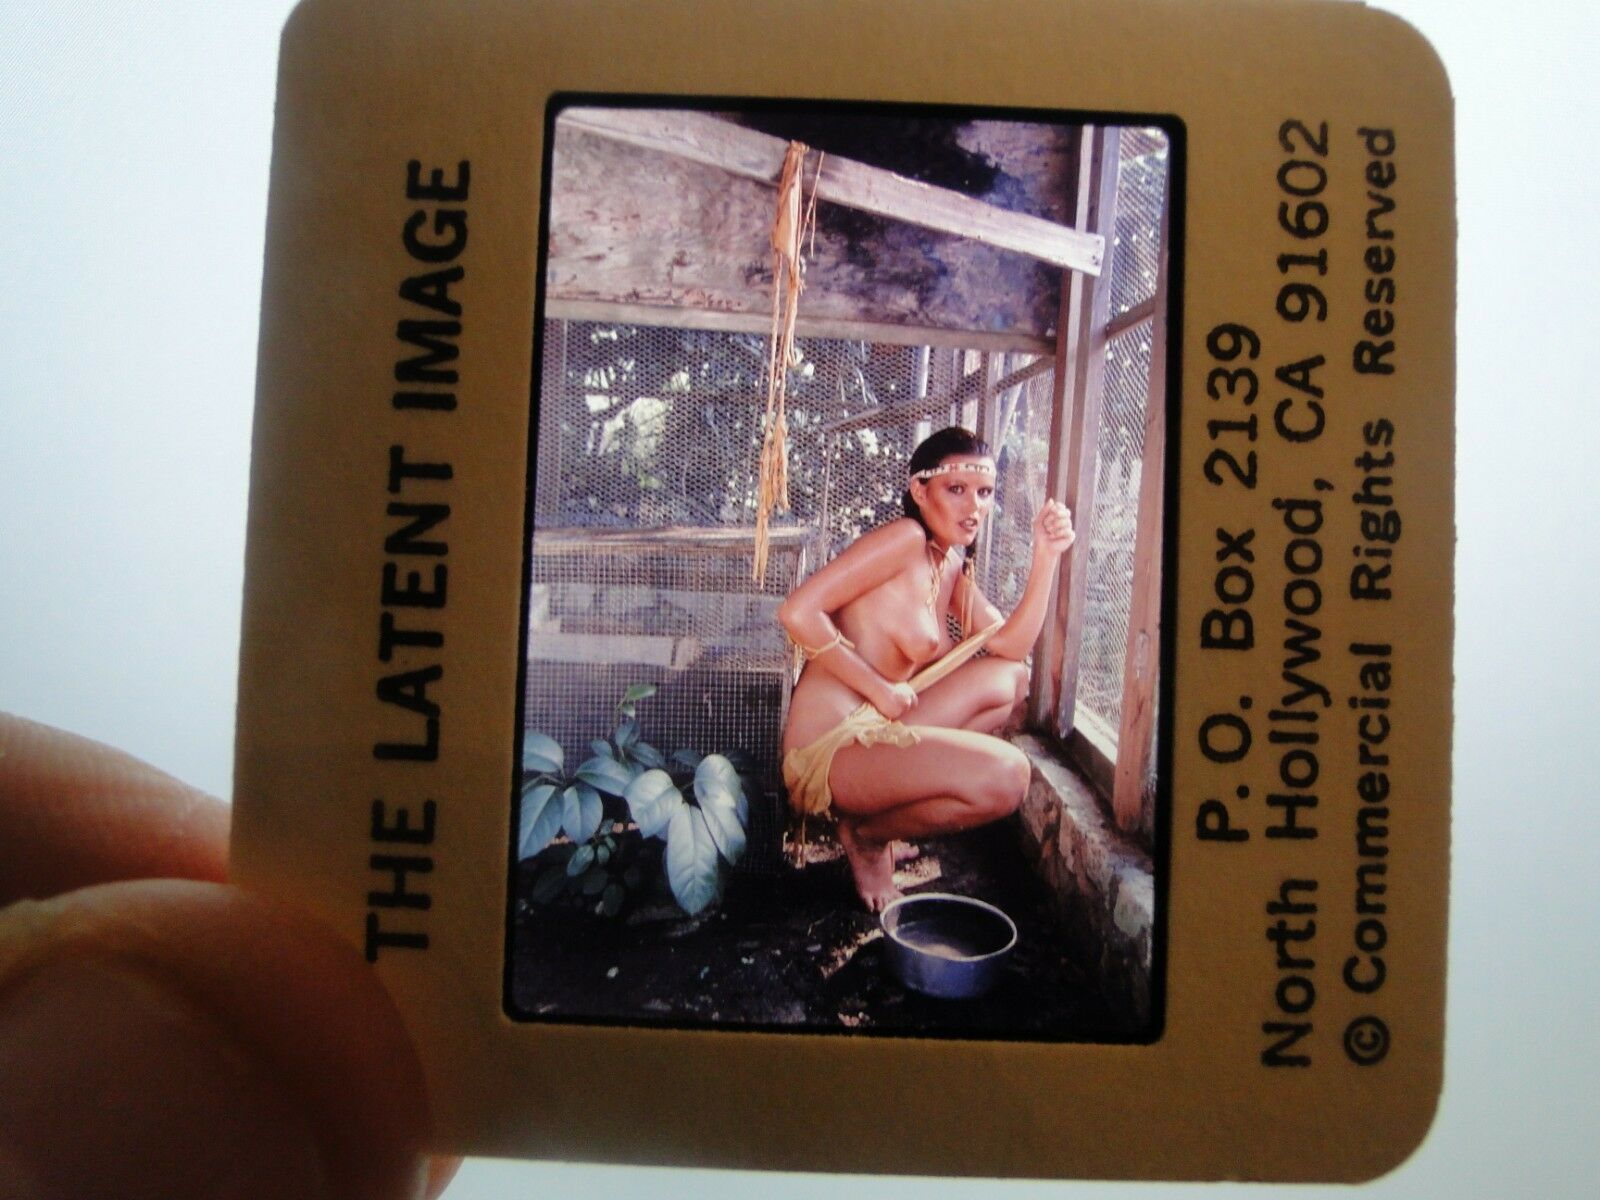 THE LATENT IMAGE
P.O. Box 2139
North Hollywood, CA 91602
© Commercial Rights Reserved